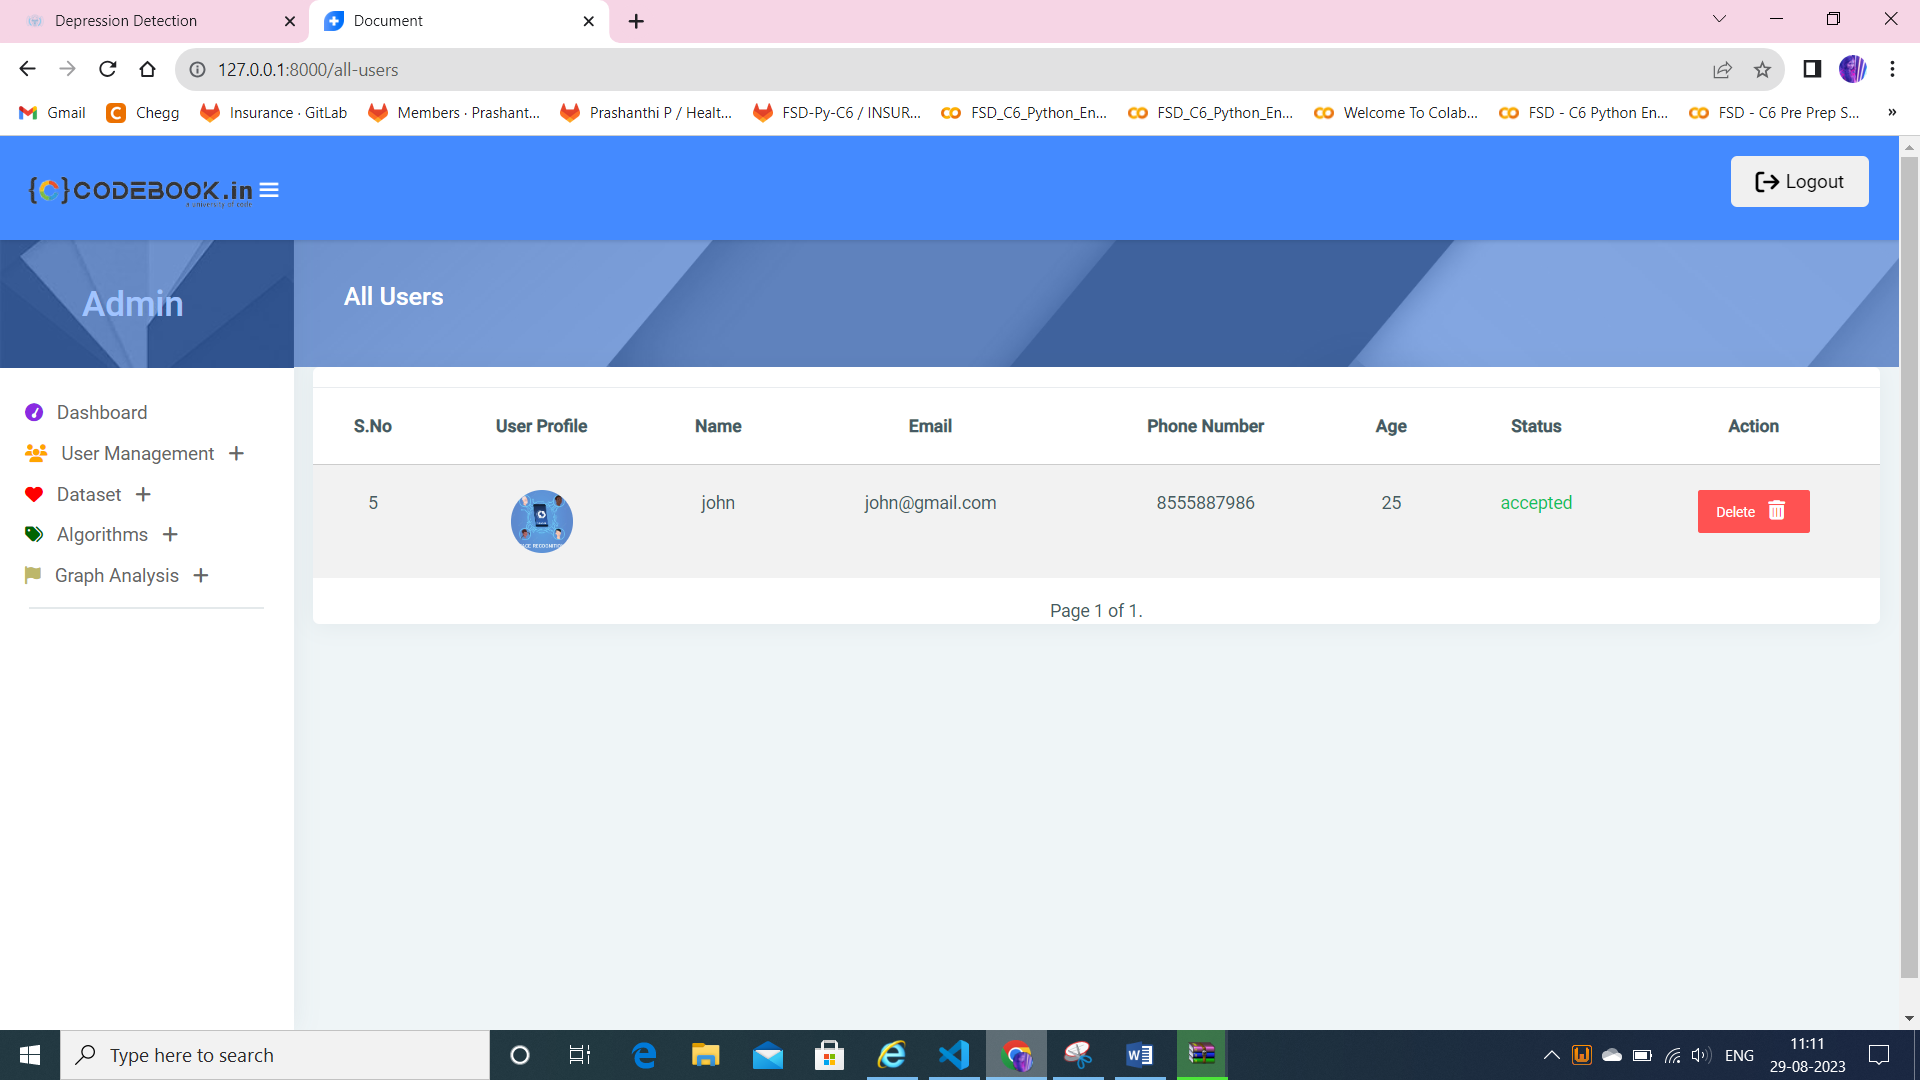 Depression Detection
Document
127.0.0.1:8000/all-users
Gmail
Chegg
Insurance · GitLab
Members · Prashant...
Prashanthi P / Healt...
FSD-Py-C6 / INSUR...
FSD_C6_Python_En...
FSD_C6_Python_En...
Welcome To Colab...
FSD - C6 Python En...
FSD - C6 Pre Prep S...
{ }CODEBOOK.in
a university of code
Logout
Admin
All Users
Dashboard
User Management
Dataset
Algorithms
Graph Analysis
S.No User Profile Name Email Phone Number Age Status Action
5 john john@gmail.com 8555887986 25 accepted Delete
Page 1 of 1.
Type here to search
ENG
11:11
29-08-2023